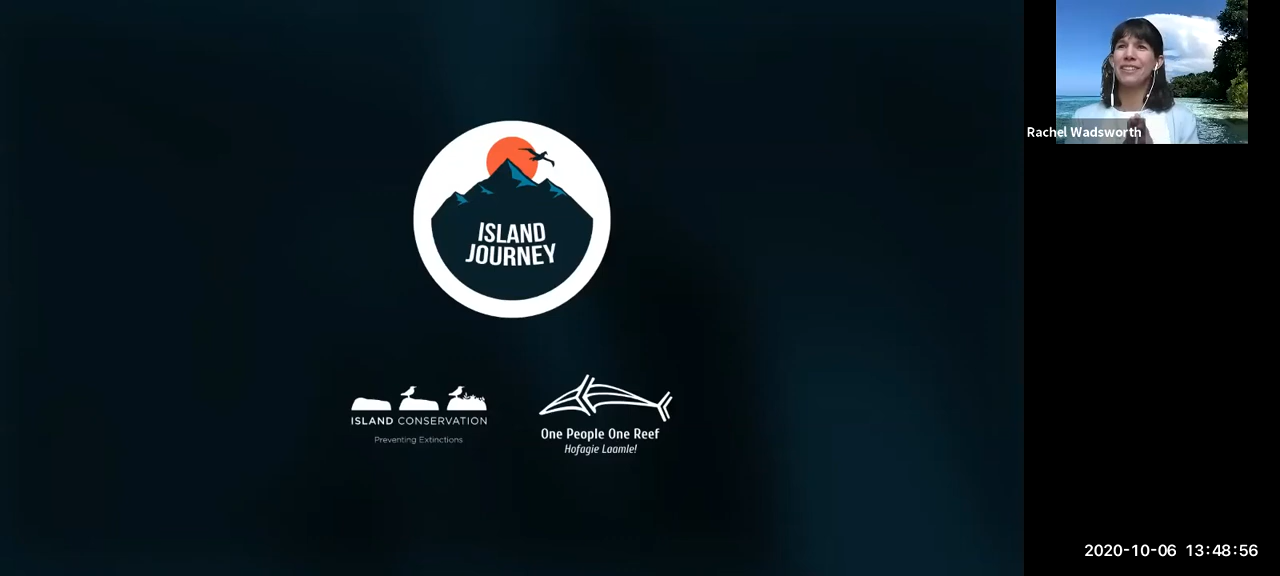 ISLAND
JOURNEY
ISLAND CONSERVATION
Preventing Extinctions
One People One Reef
Hofagie Laamle!
Rachel Wadsworth
2020-10-06 13:48:56